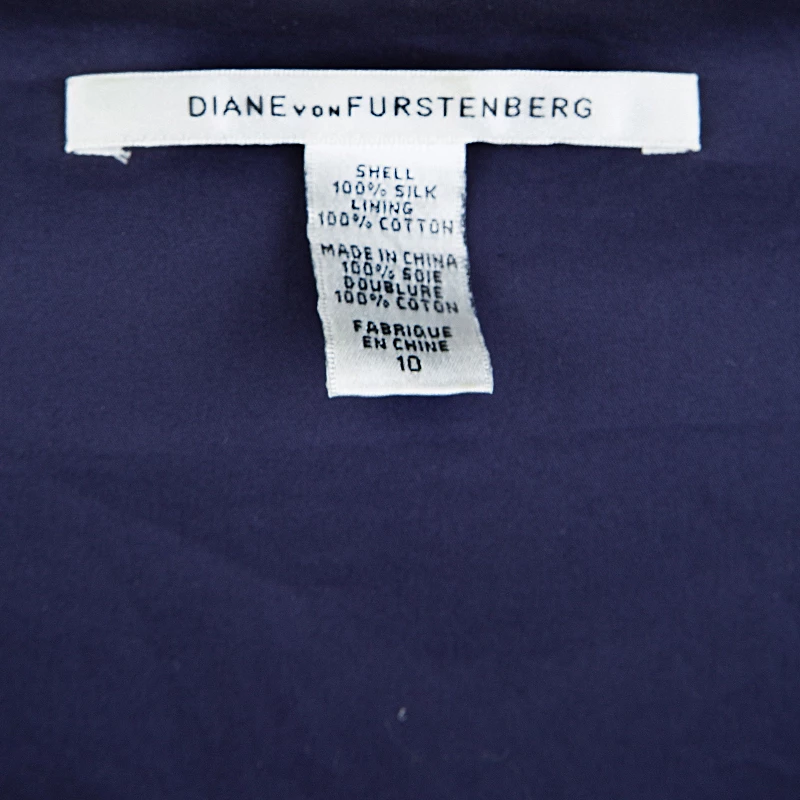 DIANE VON FURSTENBERG
SHELL
100% SILK
LINING
100% COTTON
MADE IN CHINA
100% SOIE
DOUBLURE
100% COTON
FABRIQUE
EN CHINE
10